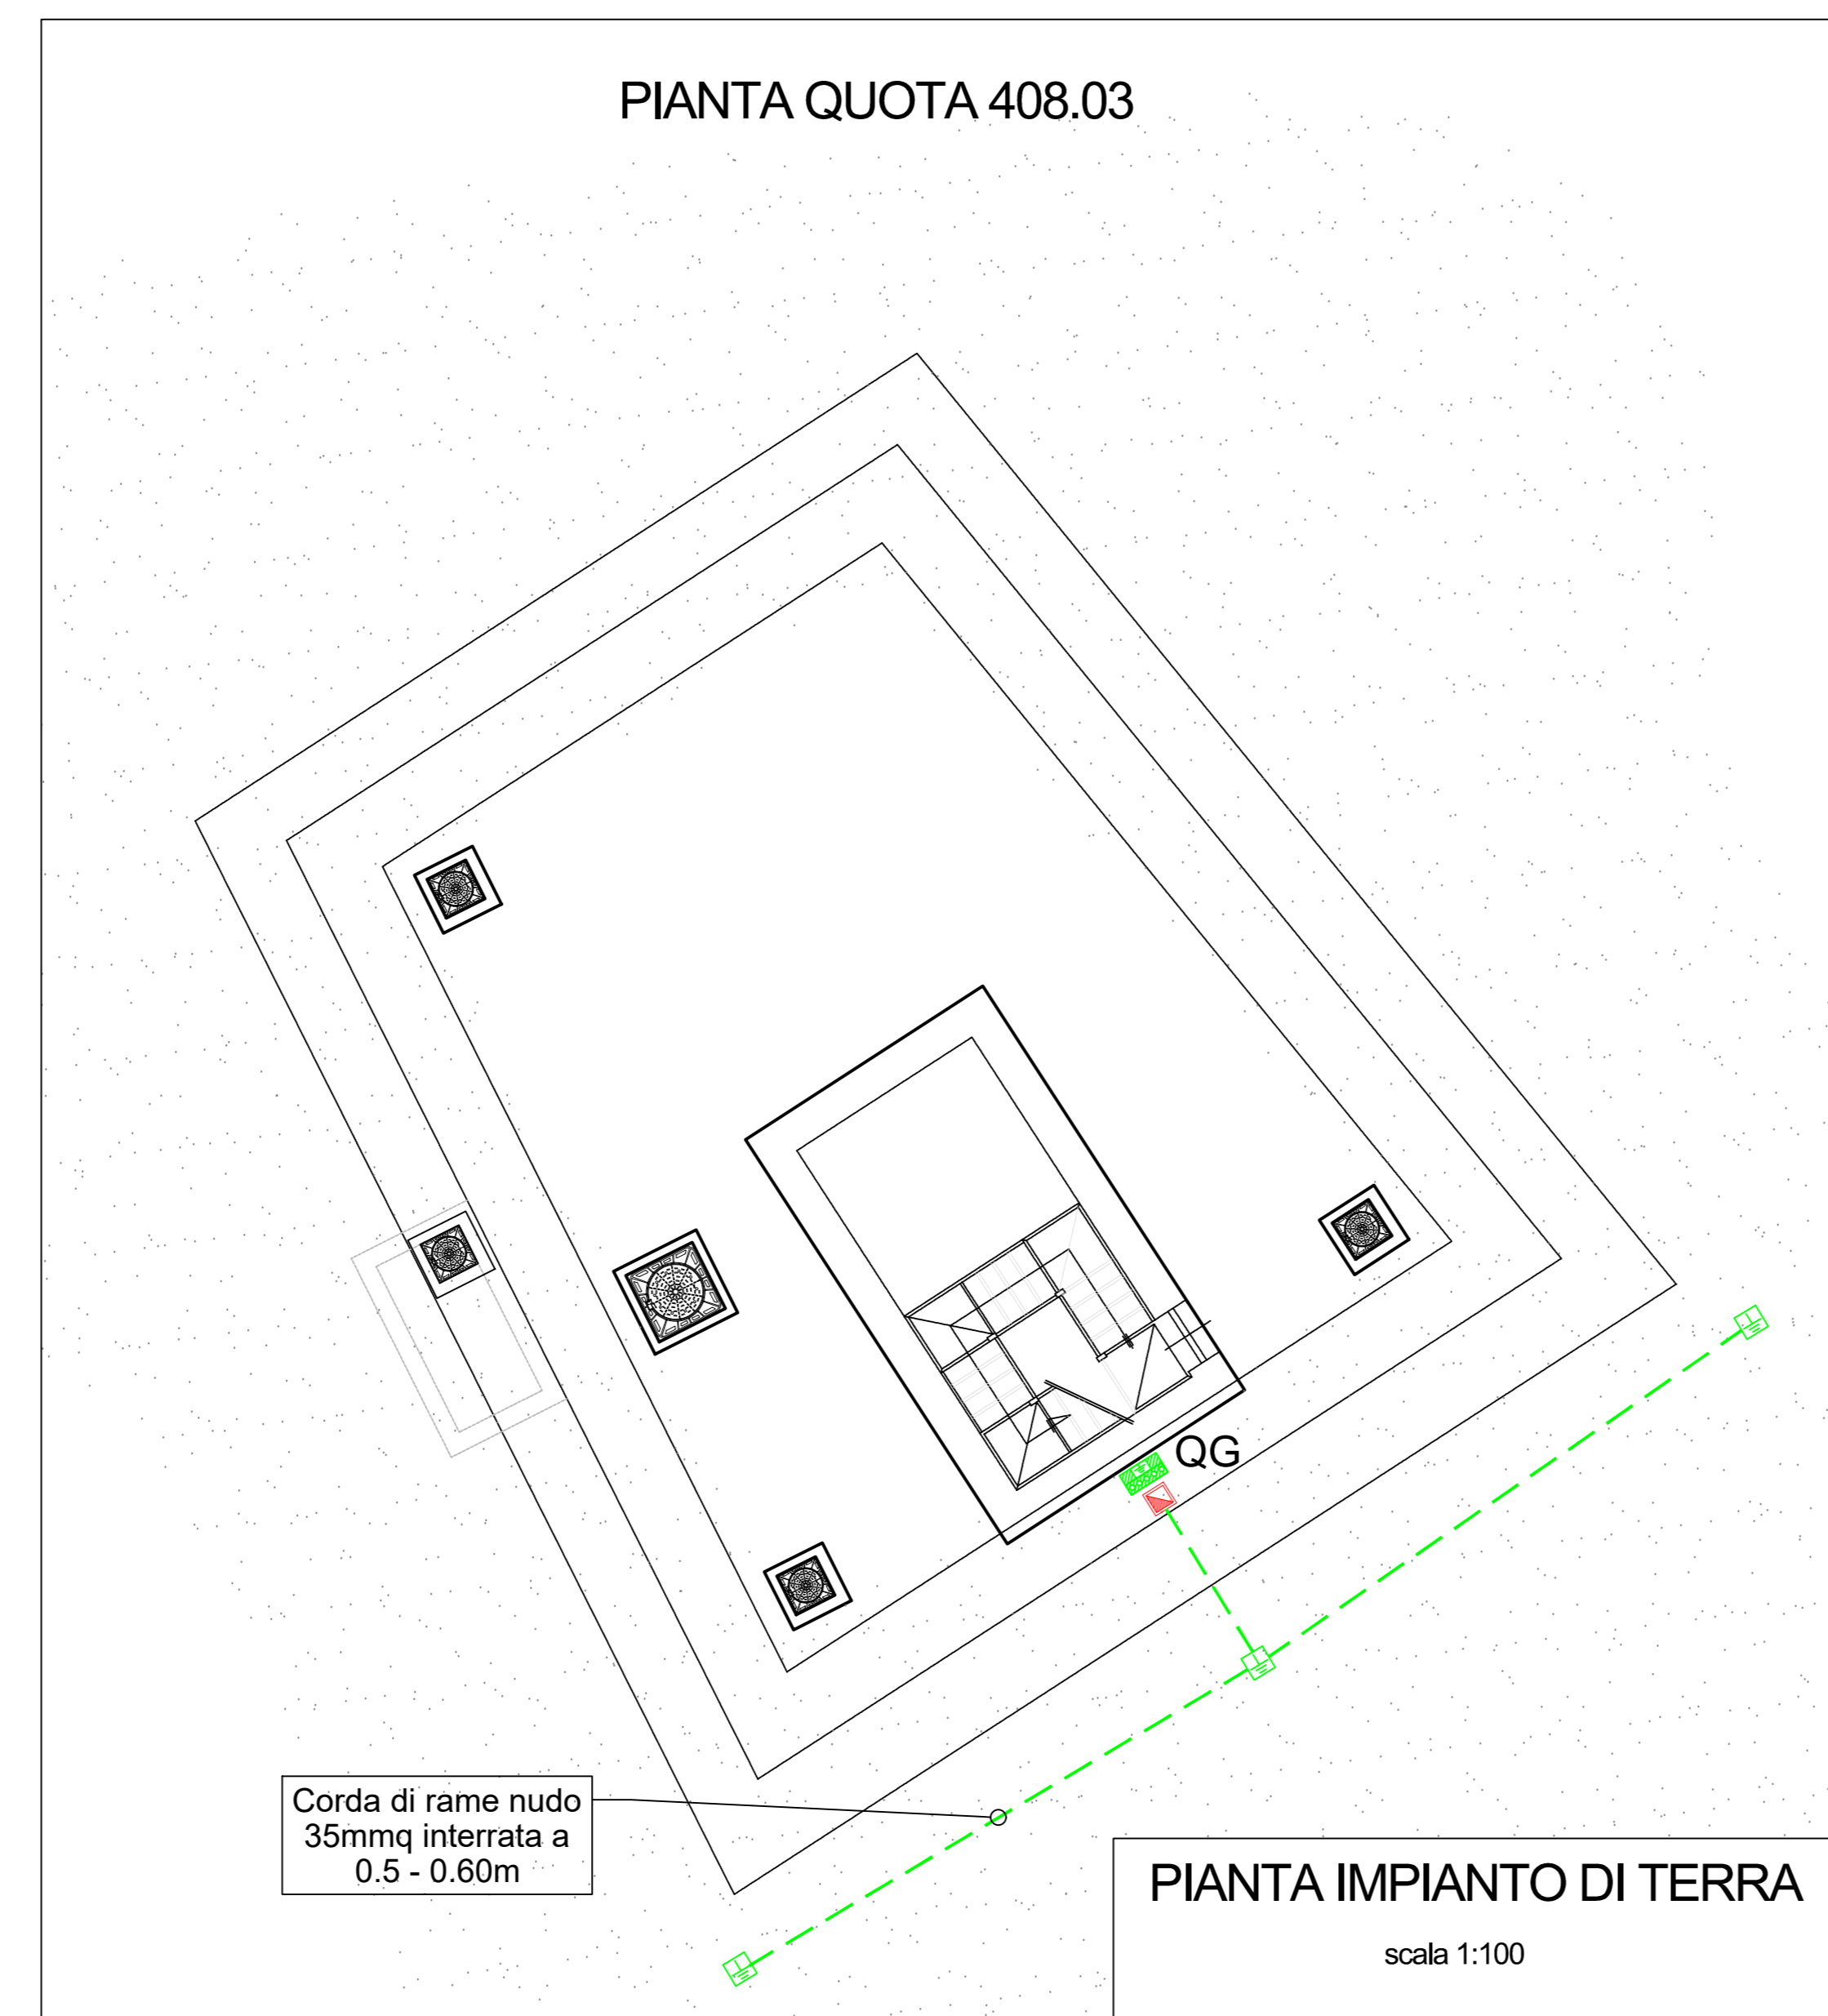 PIANTA QUOTA 408.03
QG
Corda di rame nudo
35mmq interrata a
0.5 - 0.60m
PIANTA IMPIANTO DI TERRA
scala 1:100